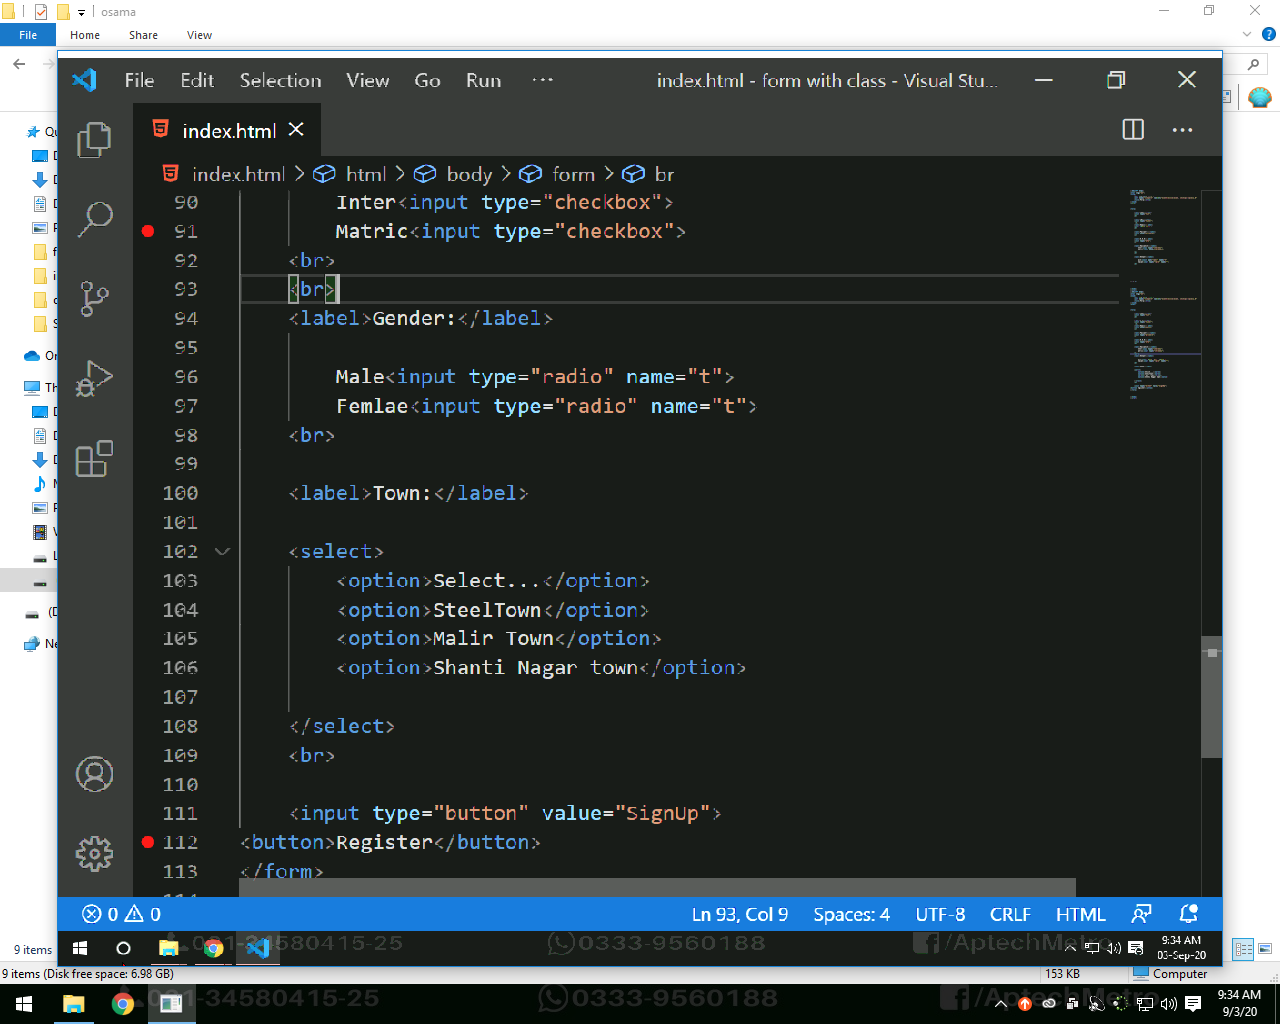 osama
File Home Share View
File Edit Selection View Go Run ... index.html - form with class - Visual Stu...
index.html
index.html > html > body > form > br
90 Inter<input type="checkbox">
91 Matric<input type="checkbox">
92 <br>
93 <br>
94 <label>Gender:</label>
95
96 Male<input type="radio" name="t">
97 Femlae<input type="radio" name="t">
98 <br>
99
100 <label>Town:</label>
101
102 <select>
103 <option>Select...</option>
104 <option>SteelTown</option>
105 <option>Malir Town</option>
106 <option>Shanti Nagar town</option>
107
108 </select>
109 <br>
110
111 <input type="button" value="SignUp">
112 <button>Register</button>
113 </form>
0 0 Ln 93, Col 9 Spaces: 4 UTF-8 CRLF HTML
9 items
0333-9560188 9:34 AM
03-Sep-20
9 items (Disk free space: 6.98 GB) 153 KB Computer
-34580415-25 0333-9560188 9:34 AM
9/3/20